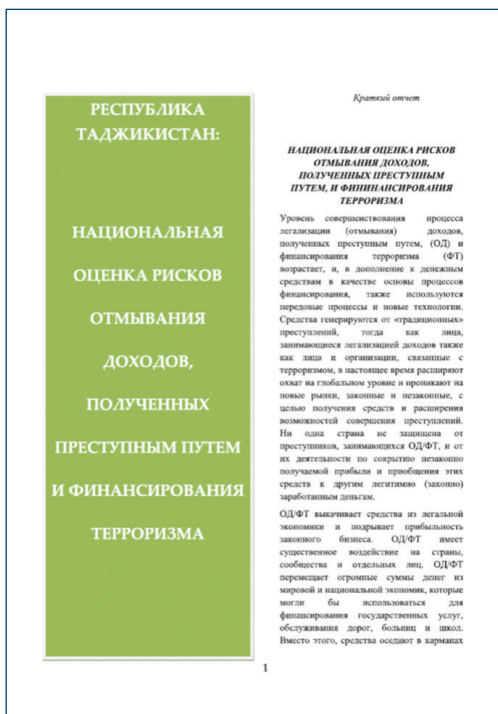 РЕСПУБЛИКА
ТАДЖИКИСТАН:
НАЦИОНАЛЬНАЯ
ОЦЕНКА РИСКОВ
ОТМЫВАНИЯ
ДОХОДОВ,
ПОЛУЧЕННЫХ
ПРЕСТУПНЫМ ПУТЕМ
И ФИНАНСИРОВАНИЯ
ТЕРРОРИЗМА
Краткий отчет
НАЦИОНАЛЬНАЯ ОЦЕНКА РИСКОВ
ОТМЫВАНИЯ ДОХОДОВ,
ПОЛУЧЕННЫХ ПРЕСТУПНЫМ
ПУТЕМ, И ФИНИНАНСИРОВАНИЯ
ТЕРРОРИЗМА
Уровень совершенствования процесса
легализации (отмывания) доходов,
полученных преступным путем, (ОД) и
финансирования терроризма (ФТ)
возрастает, и, в дополнение к денежным
средствам в качестве основы процессов
финансирования, также используются
передовые процессы и новые технологии.
Средства генерируются от «традиционных»
преступлений, тогда как лица,
занимающиеся легализацией доходов также
как лица и организации, связанные с
терроризмом, в настоящее время расширяют
охват на глобальном уровне и проникают на
новые рынки, законные и незаконные, с
целью получения средств и расширения
возможностей совершения преступлений.
Ни одна страна не защищена от
преступников, занимающихся ОД/ФТ, и от
их деятельности по сокрытию незаконно
получаемой прибыли и приобщения этих
средств к другим легитимно (законно)
заработанным деньгам.
ОД/ФТ выкачивает средства из легальной
экономики и подрывает прибыльность
законного бизнеса. ОД/ФТ имеет
существенное воздействие на страны,
сообщества и отдельных лиц. ОД/ФТ
перемещает огромные суммы денег из
мировой и национальной экономик, которые
могли бы использоваться для
финансирования государственных услуг,
обслуживания дорог, больниц и школ.
Вместо этого, средства оседают в карманах
1